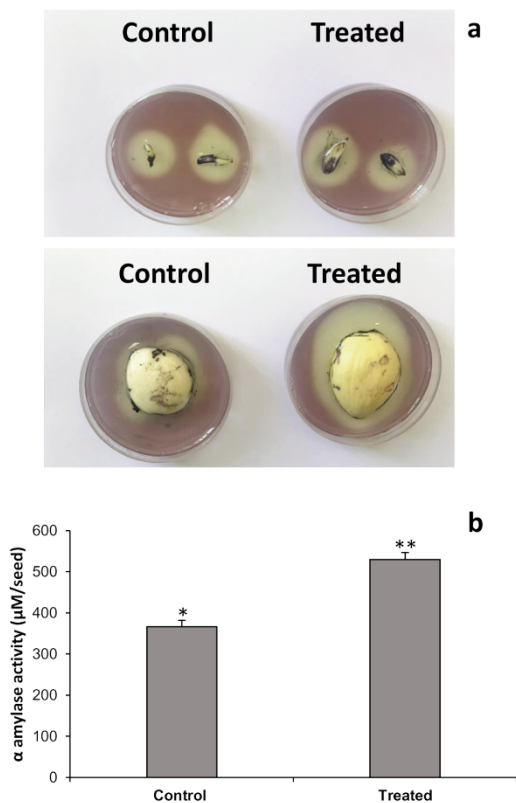 Control Treated a
Control Treated
b
α amylase activity (µM/seed)
600
**
500
*
400
300
200
100
0
Control Treated